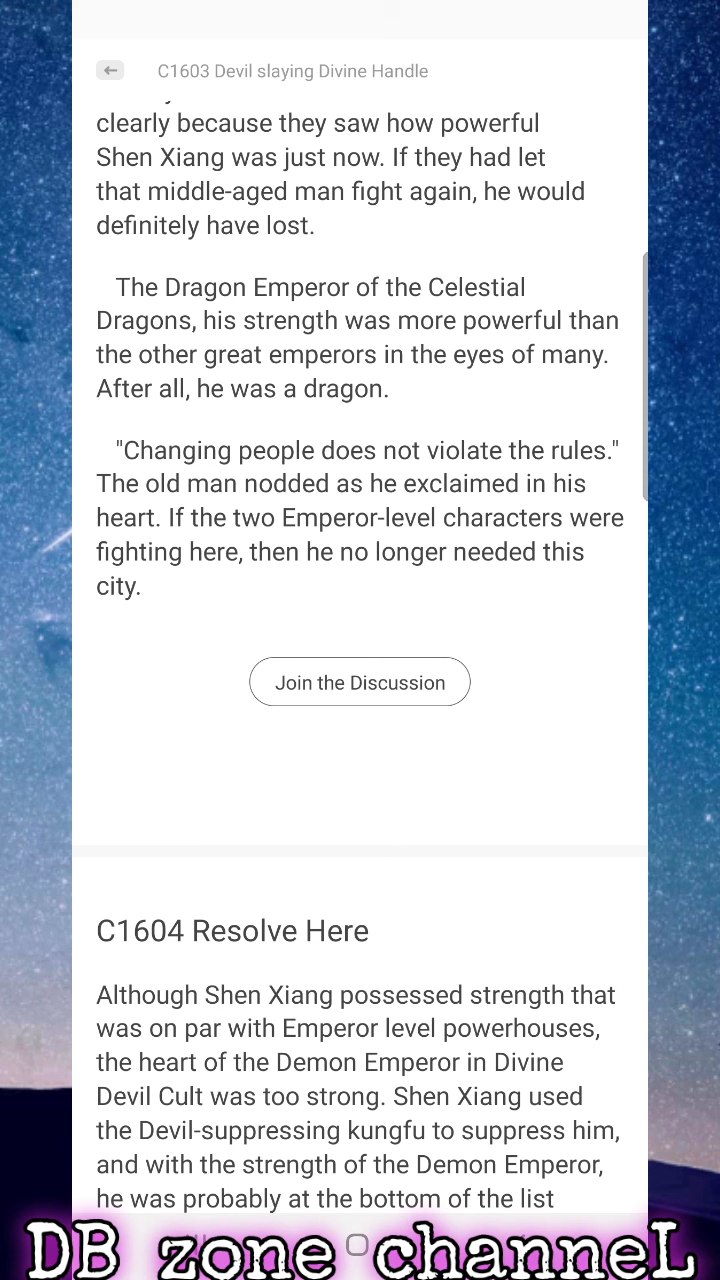 C1603 Devil slaying Divine Handle
clearly because they saw how powerful
Shen Xiang was just now. If they had let
that middle-aged man fight again, he would
definitely have lost.
The Dragon Emperor of the Celestial
Dragons, his strength was more powerful than
the other great emperors in the eyes of many.
After all, he was a dragon.
"Changing people does not violate the rules."
The old man nodded as he exclaimed in his
heart. If the two Emperor-level characters were
fighting here, then he no longer needed this
city.
Join the Discussion
C1604 Resolve Here
Although Shen Xiang possessed strength that
was on par with Emperor level powerhouses,
the heart of the Demon Emperor in Divine
Devil Cult was too strong. Shen Xiang used
the Devil-suppressing kungfu to suppress him,
and with the strength of the Demon Emperor,
he was probably at the bottom of the list
DB zone channeL